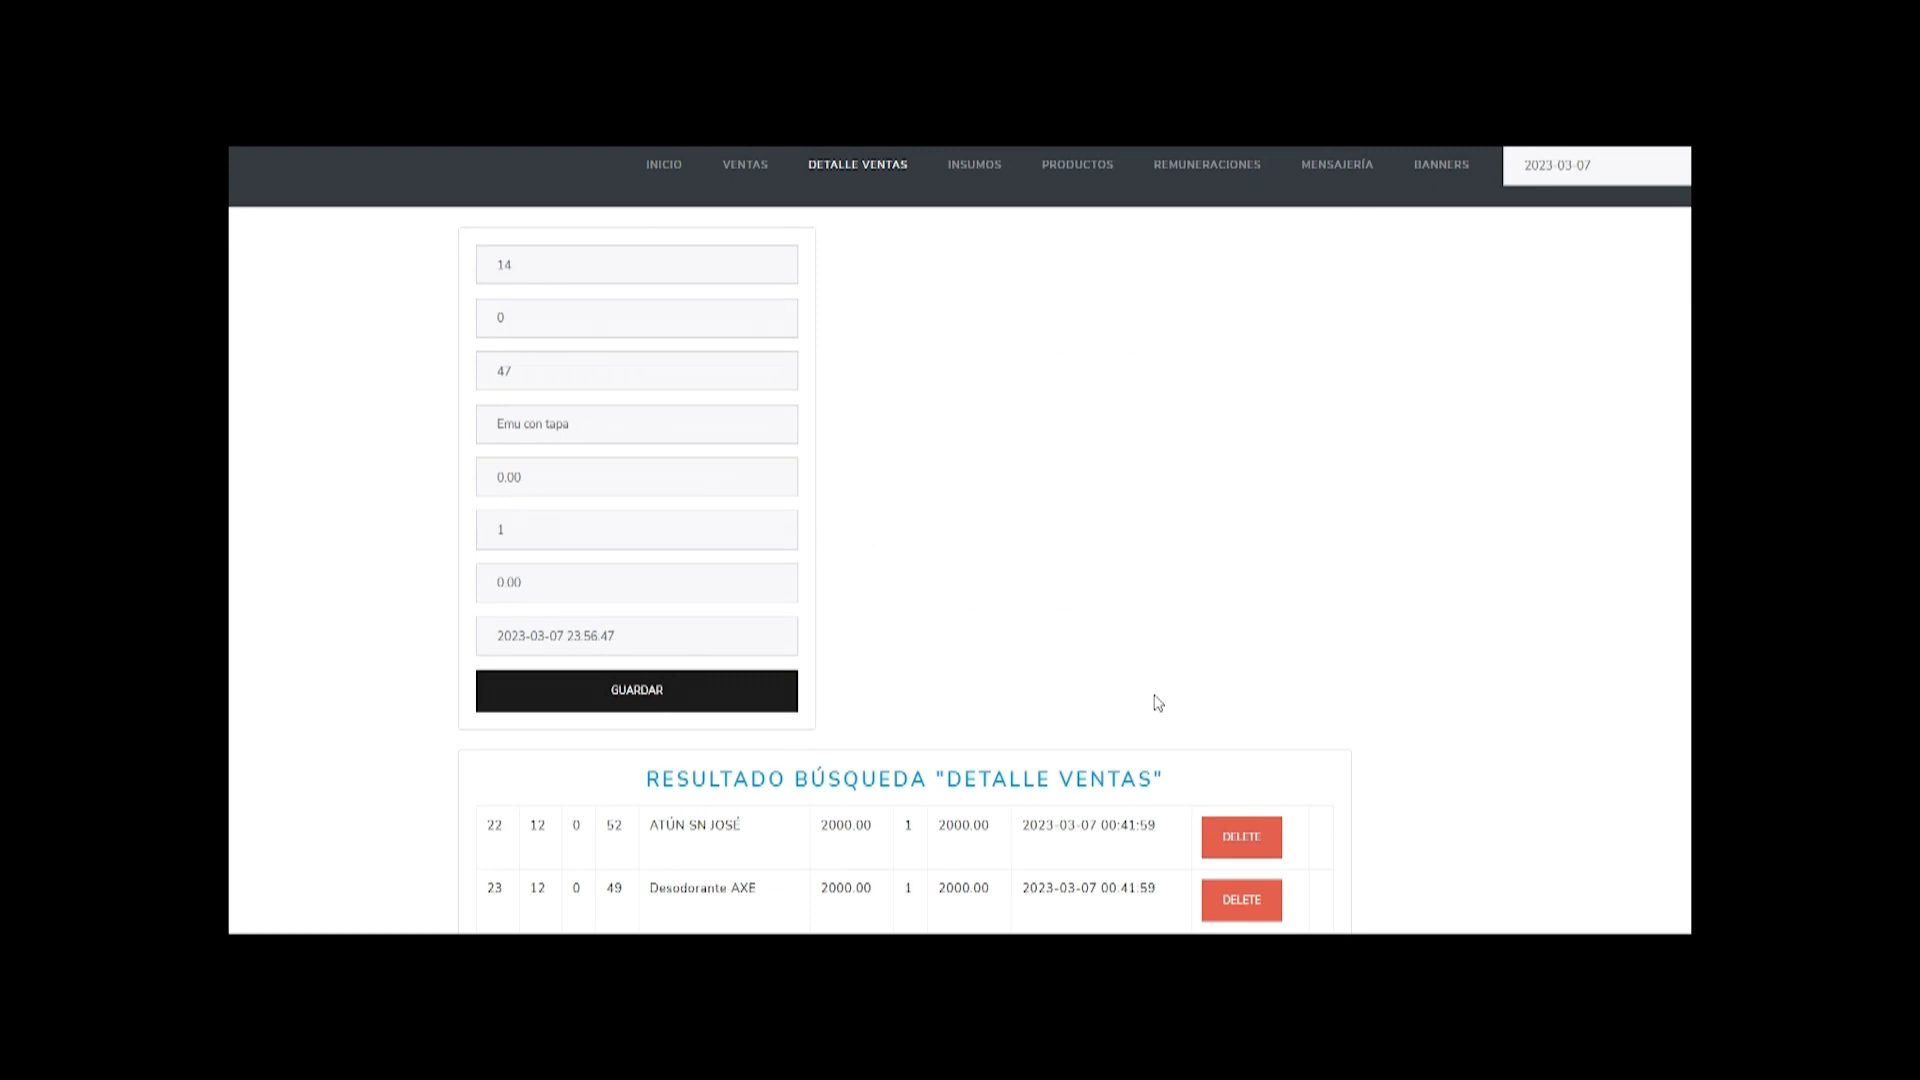 INICIO VENTAS DETALLE VENTAS INSUMOS PRODUCTOS REMUNERACIONES MENSAJERÍA BANNERS 2023-03-07
14
0
47
Emu con tapa
0.00
1
0.00
2023-03-07 23:56:47
GUARDAR
RESULTADO BÚSQUEDA "DETALLE VENTAS"
22 12 0 52 ATÚN SN JOSÉ 2000.00 1 2000.00 2023-03-07 00:41:59 DELETE
23 12 0 49 Desodorante AXE 2000.00 1 2000.00 2023-03-07 00:41:59 DELETE